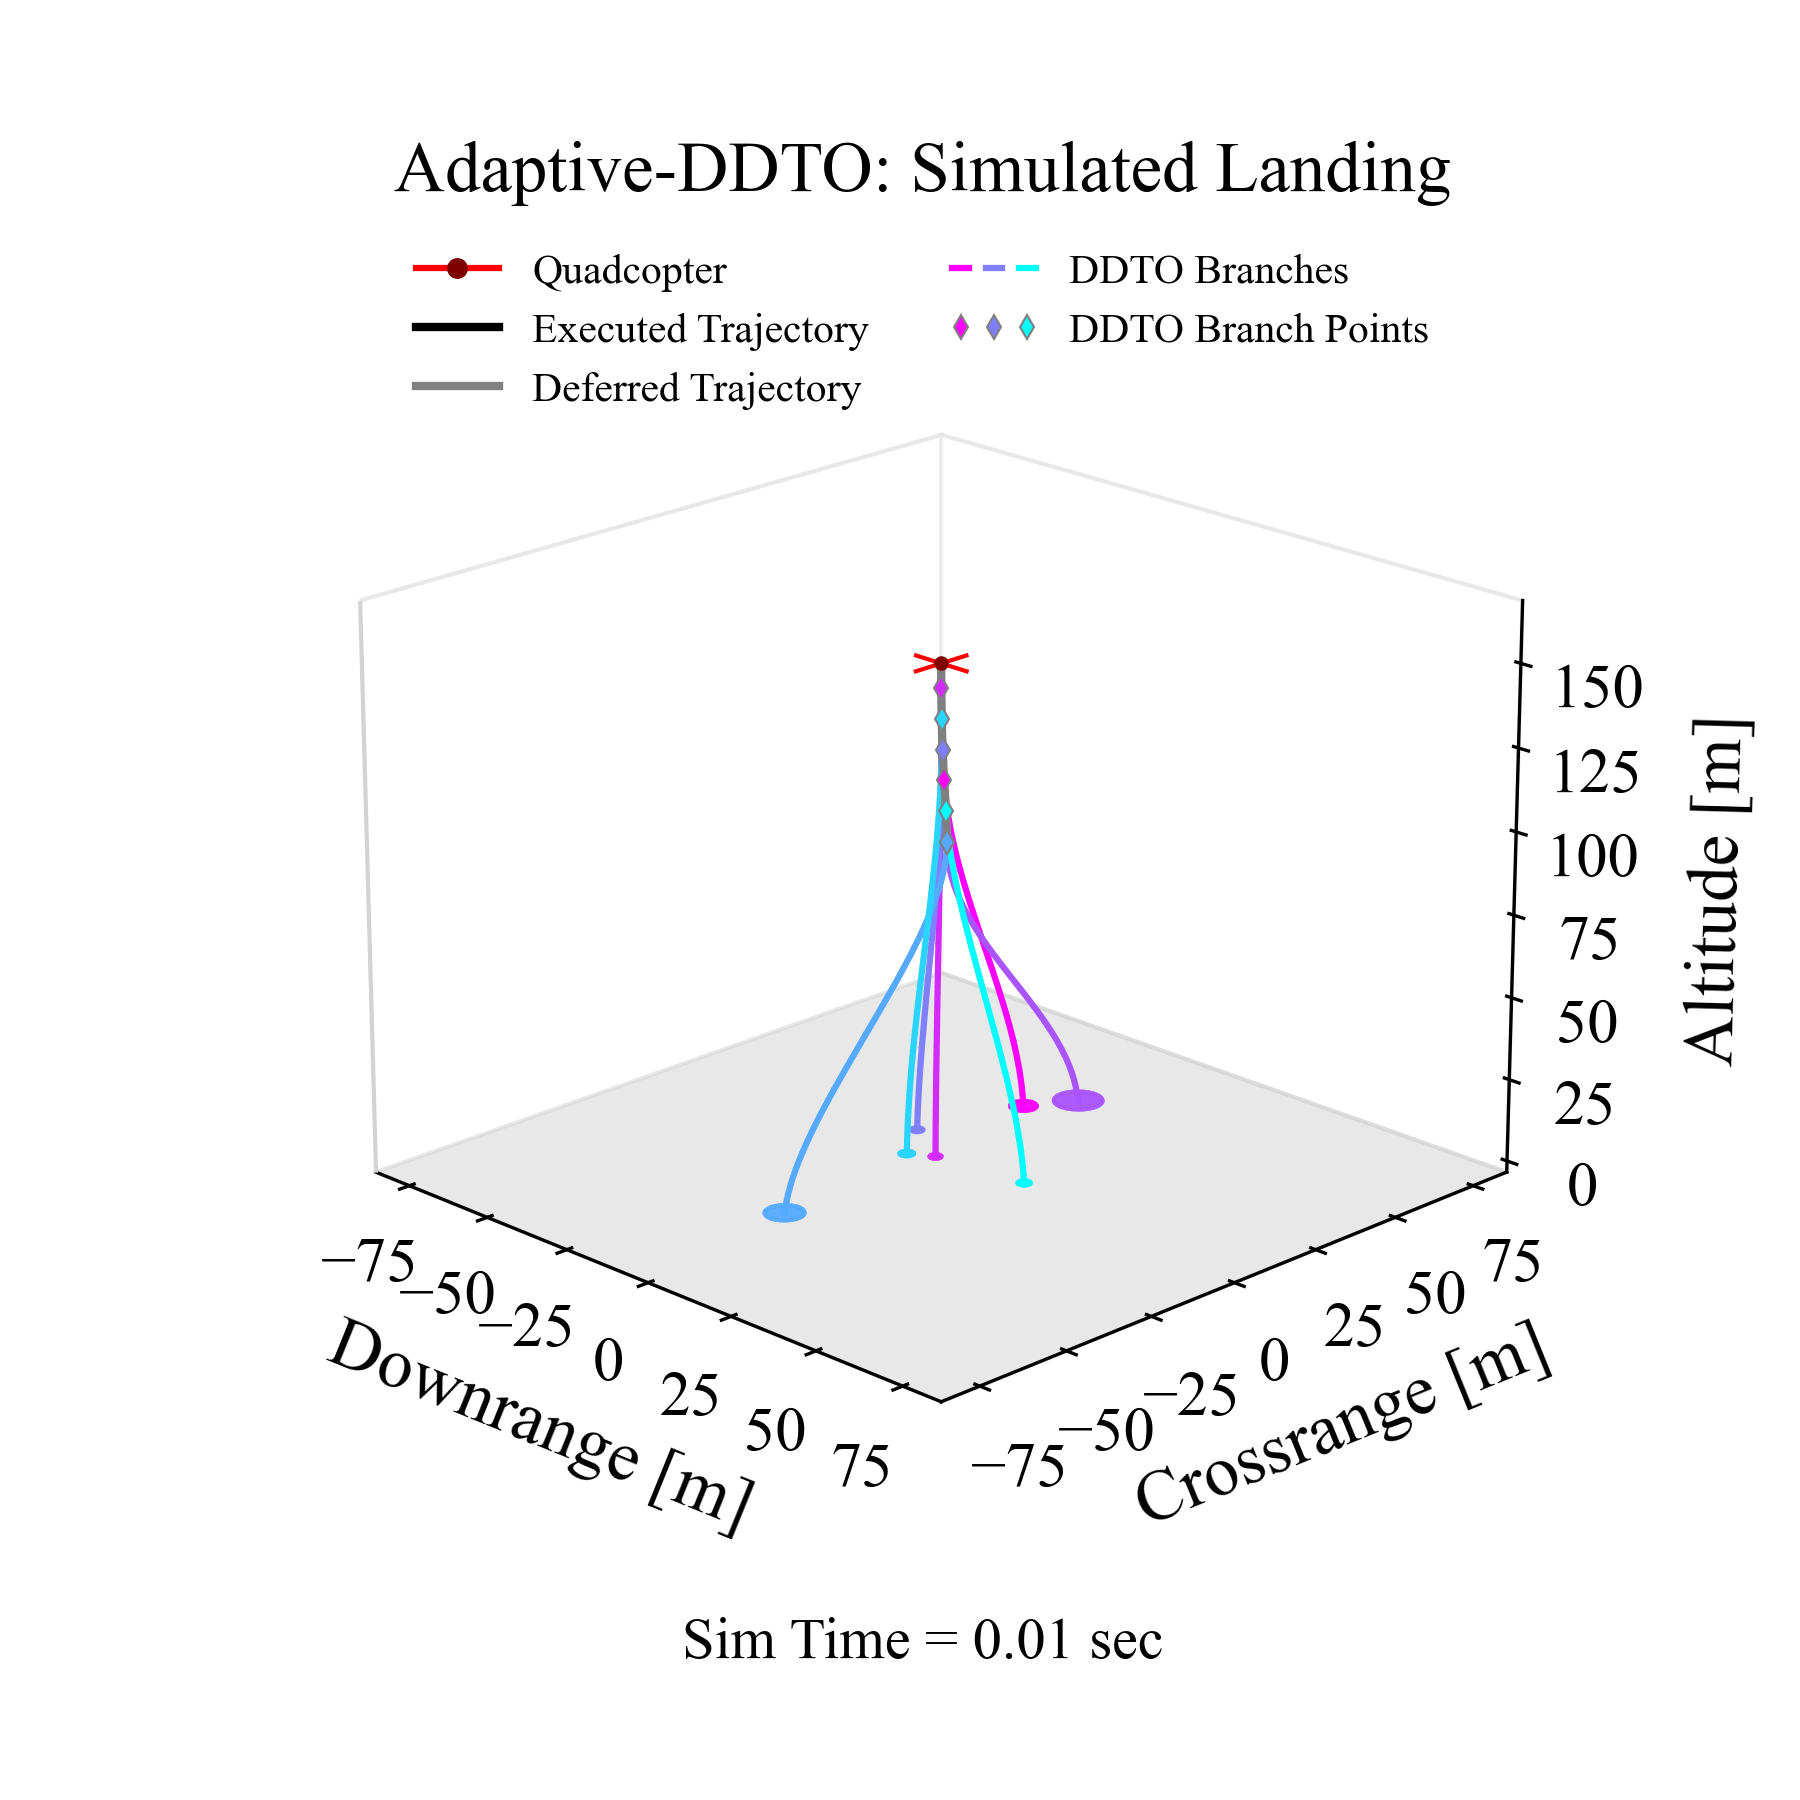 Adaptive-DDTO: Simulated Landing
Quadcopter
Executed Trajectory
Deferred Trajectory
DDTO Branches
DDTO Branch Points
150
125
100
75
50
25
0
Altitude [m]
−75
−50
−25
0
25
50
75
Downrange [m]
−75
−50
−25
0
25
50
75
Crossrange [m]
Sim Time = 0.01 sec